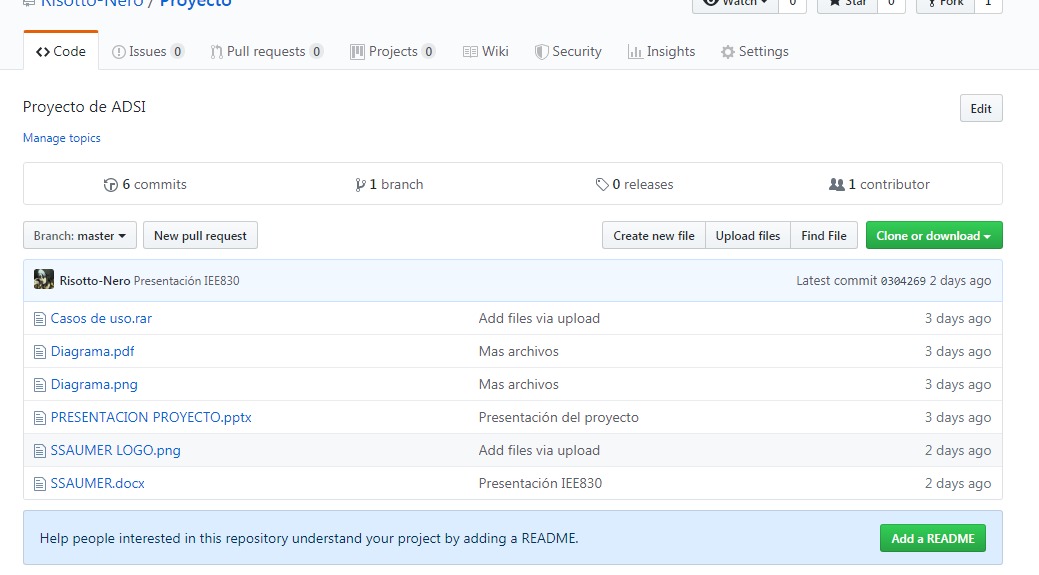 Risotto-Nero / Proyecto
Watch 0 Star 0 Fork 1
Code Issues 0 Pull requests 0 Projects 0 Wiki Security Insights Settings
Proyecto de ADSI
Edit
Manage topics
6 commits 1 branch 0 releases 1 contributor
Branch: master New pull request Create new file Upload files Find File Clone or download
Risotto-Nero Presentación IEE830 Latest commit 0304269 2 days ago
Casos de uso.rar Add files via upload 3 days ago
Diagrama.pdf Mas archivos 3 days ago
Diagrama.png Mas archivos 3 days ago
PRESENTACION PROYECTO.pptx Presentación del proyecto 3 days ago
SSAUMER LOGO.png Add files via upload 2 days ago
SSAUMER.docx Presentación IEE830 2 days ago
Help people interested in this repository understand your project by adding a README. Add a README